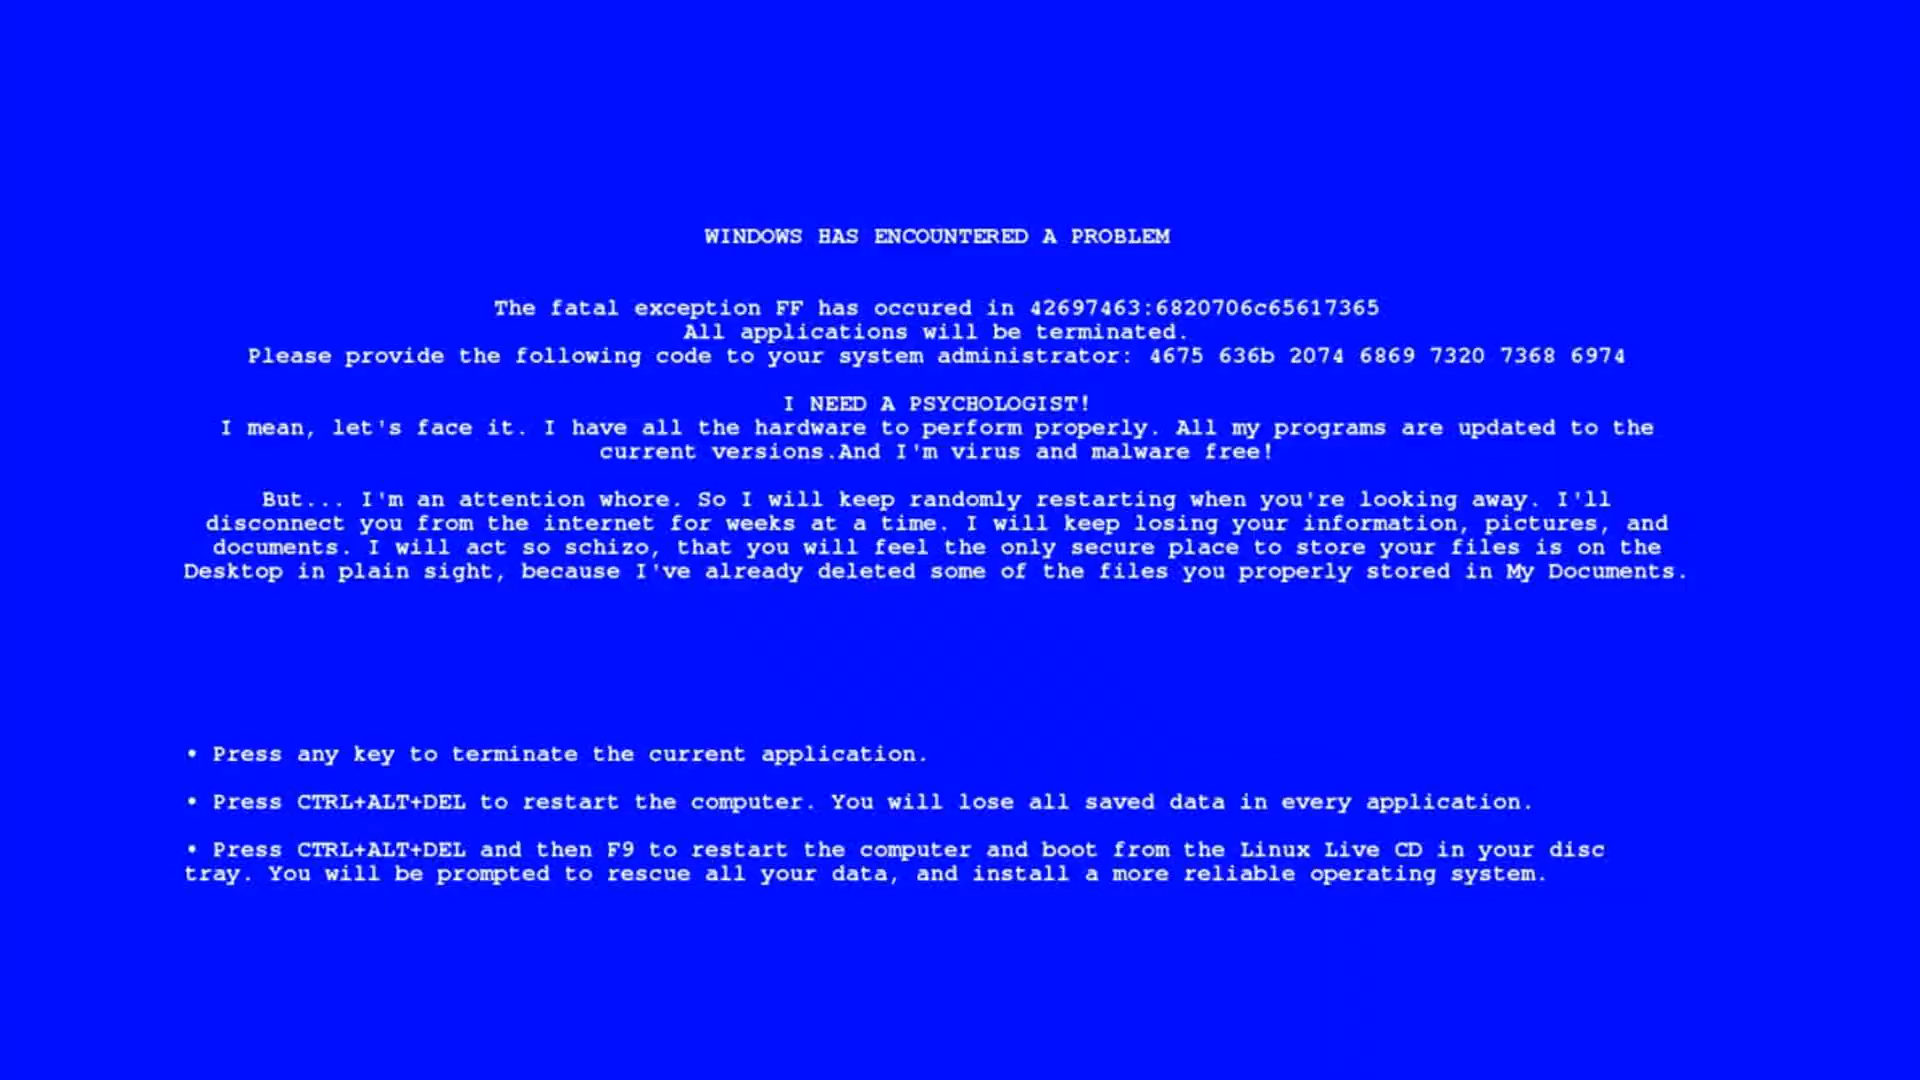 WINDOWS HAS ENCOUNTERED A PROBLEM
The fatal exception FF has occured in 42697463:6820706c65617365
All applications will be terminated.
Please provide the following code to your system administrator: 4675 636b 2074 6869 7320 7368 6974
I NEED A PSYCHOLOGIST!
I mean, let's face it. I have all the hardware to perform properly. All my programs are updated to the
current versions.And I'm virus and malware free!
But... I'm an attention whore. So I will keep randomly restarting when you're looking away. I'll
disconnect you from the internet for weeks at a time. I will keep losing your information, pictures, and
documents. I will act so schizo, that you will feel the only secure place to store your files is on the
Desktop in plain sight, because I've already deleted some of the files you properly stored in My Documents.
• Press any key to terminate the current application.
• Press CTRL+ALT+DEL to restart the computer. You will lose all saved data in every application.
• Press CTRL+ALT+DEL and then F9 to restart the computer and boot from the Linux Live CD in your disc
tray. You will be prompted to rescue all your data, and install a more reliable operating system.